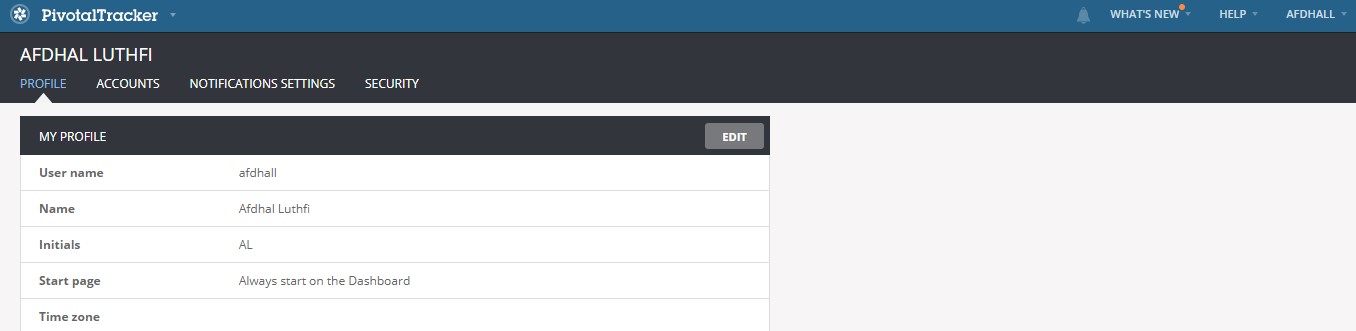 PivotalTracker WHAT'S NEW HELP AFDHALL
AFDHAL LUTHFI
PROFILE ACCOUNTS NOTIFICATIONS SETTINGS SECURITY
MY PROFILE EDIT
User name afdhall
Name Afdhal Luthfi
Initials AL
Start page Always start on the Dashboard
Time zone